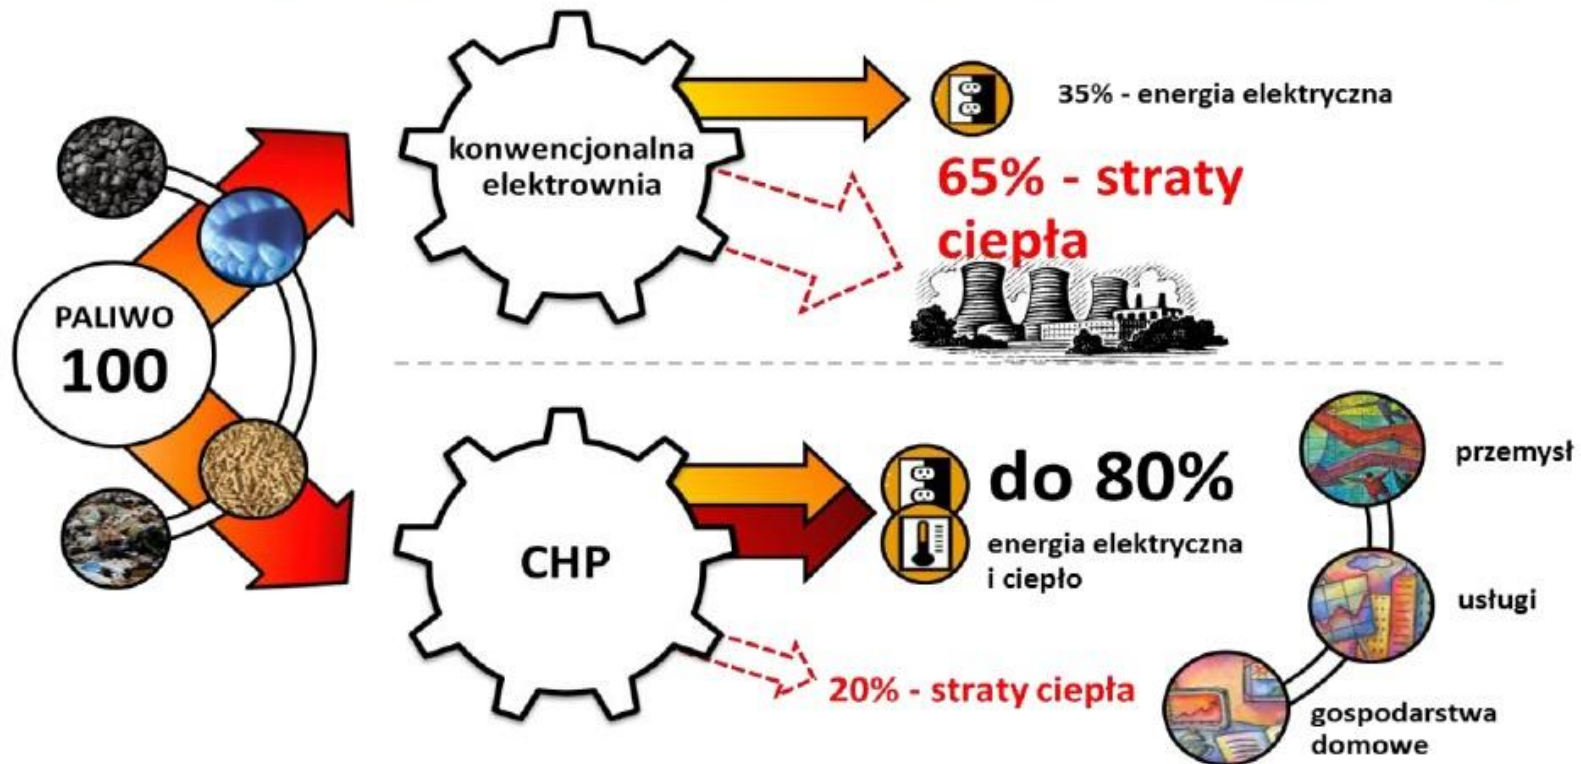 PALIWO
100
konwencjonalna
elektrownia
35% - energia elektryczna
65% - straty
ciepła
CHP
do 80%
energia elektryczna
i ciepło
20% - straty ciepła
przemysł
usługi
gospodarstwa
domowe